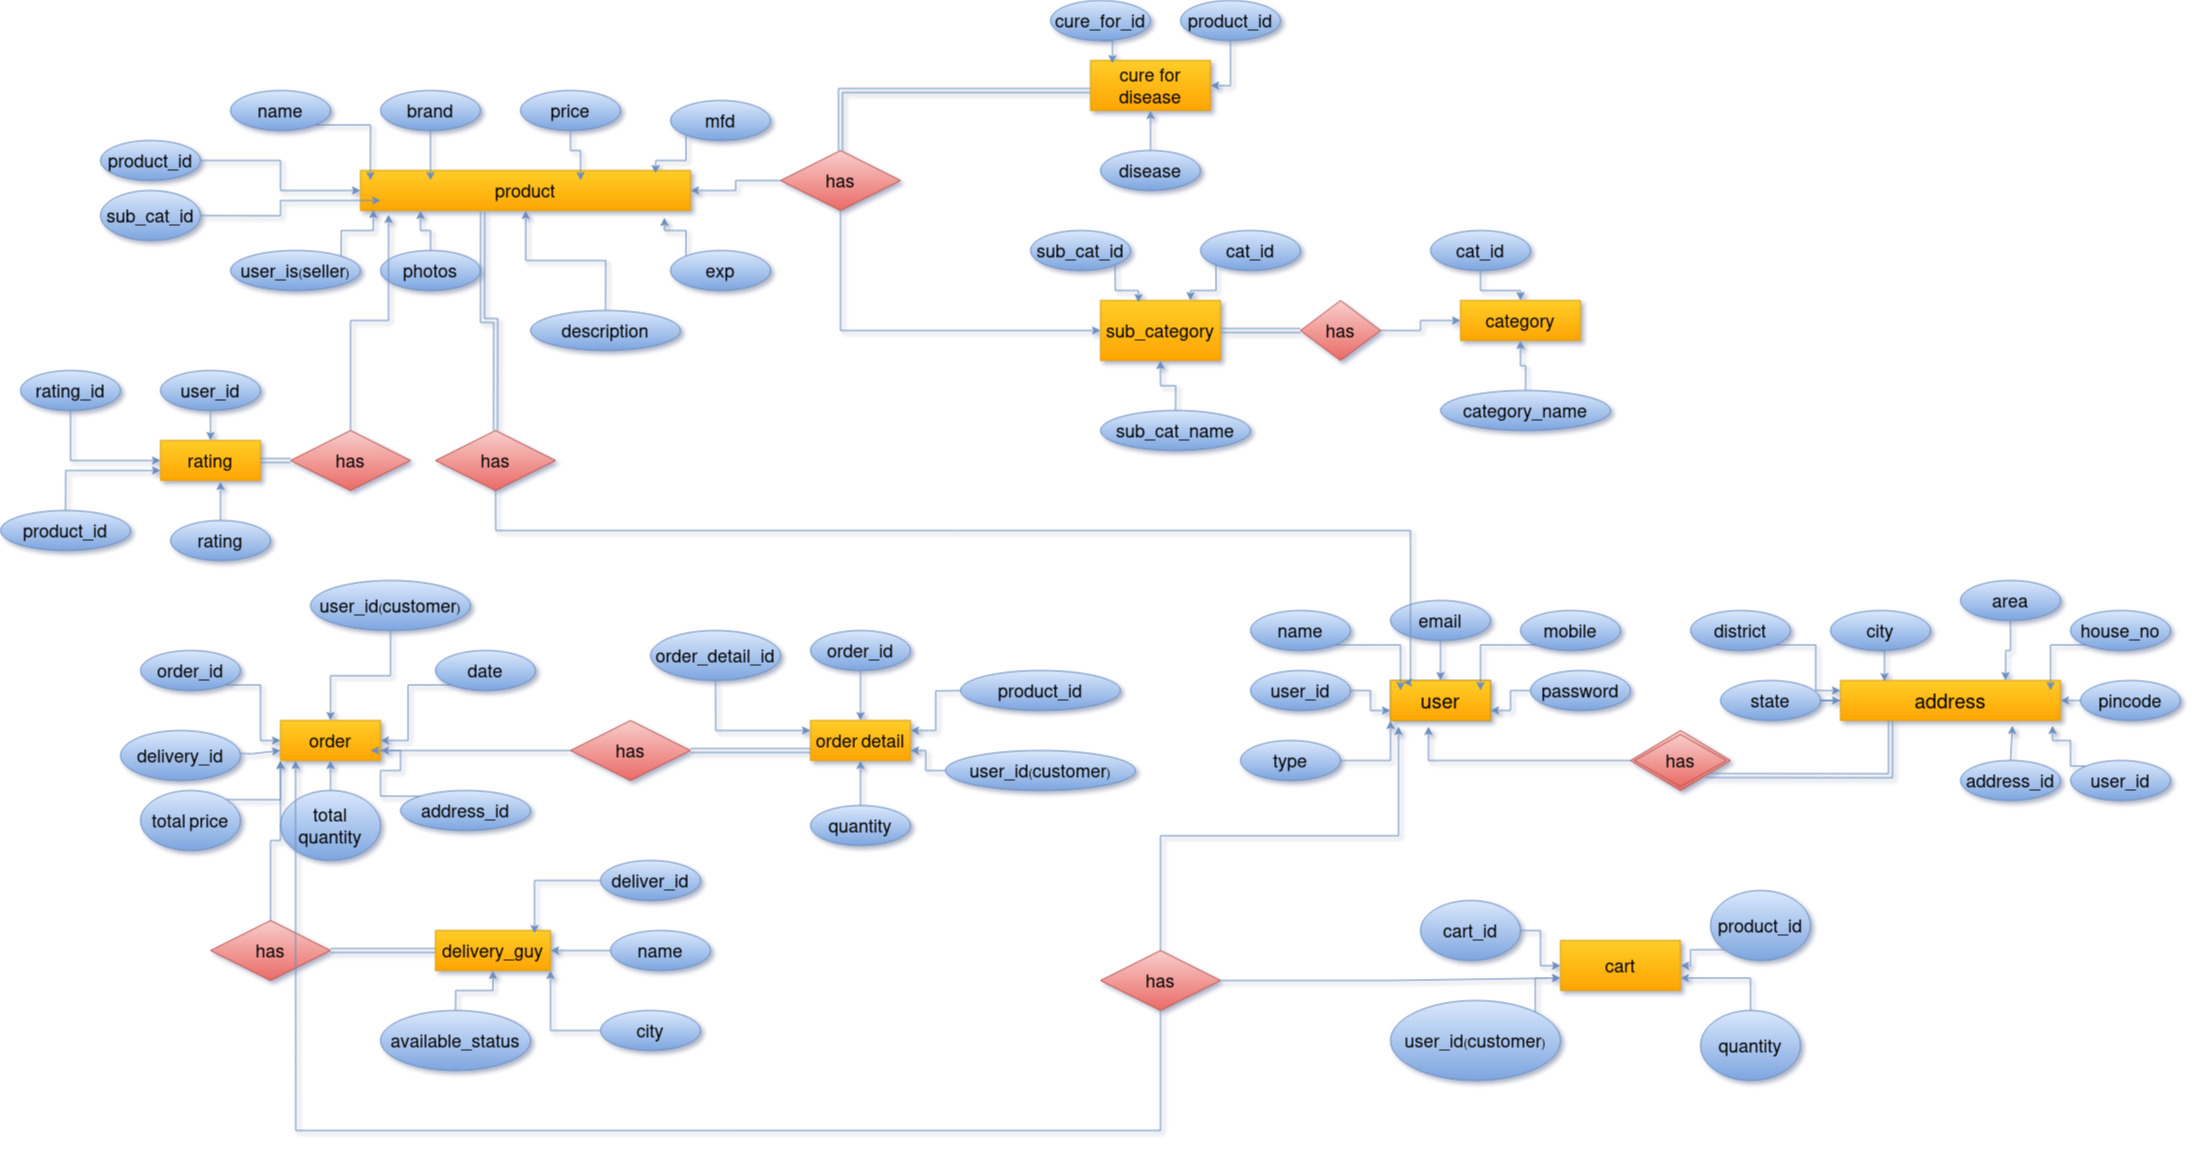 cure_for_id
product_id
cure for
disease
disease
name
brand
price
mfd
product_id
product
has
sub_cat_id
user_is(seller)
photos
exp
description
sub_cat_id
cat_id
cat_id
sub_category
has
category
sub_cat_name
category_name
rating_id
user_id
rating
has
has
product_id
rating
user_id(customer)
order_id
date
order
delivery_id
total price
total
quantity
address_id
has
order_detail_id
order_id
product_id
order detail
user_id(customer)
quantity
name
email
mobile
user_id
user
password
type
has
district
city
area
house_no
state
address
pincode
address_id
user_id
deliver_id
has
delivery_guy
name
available_status
city
has
cart_id
product_id
cart
user_id(customer)
quantity